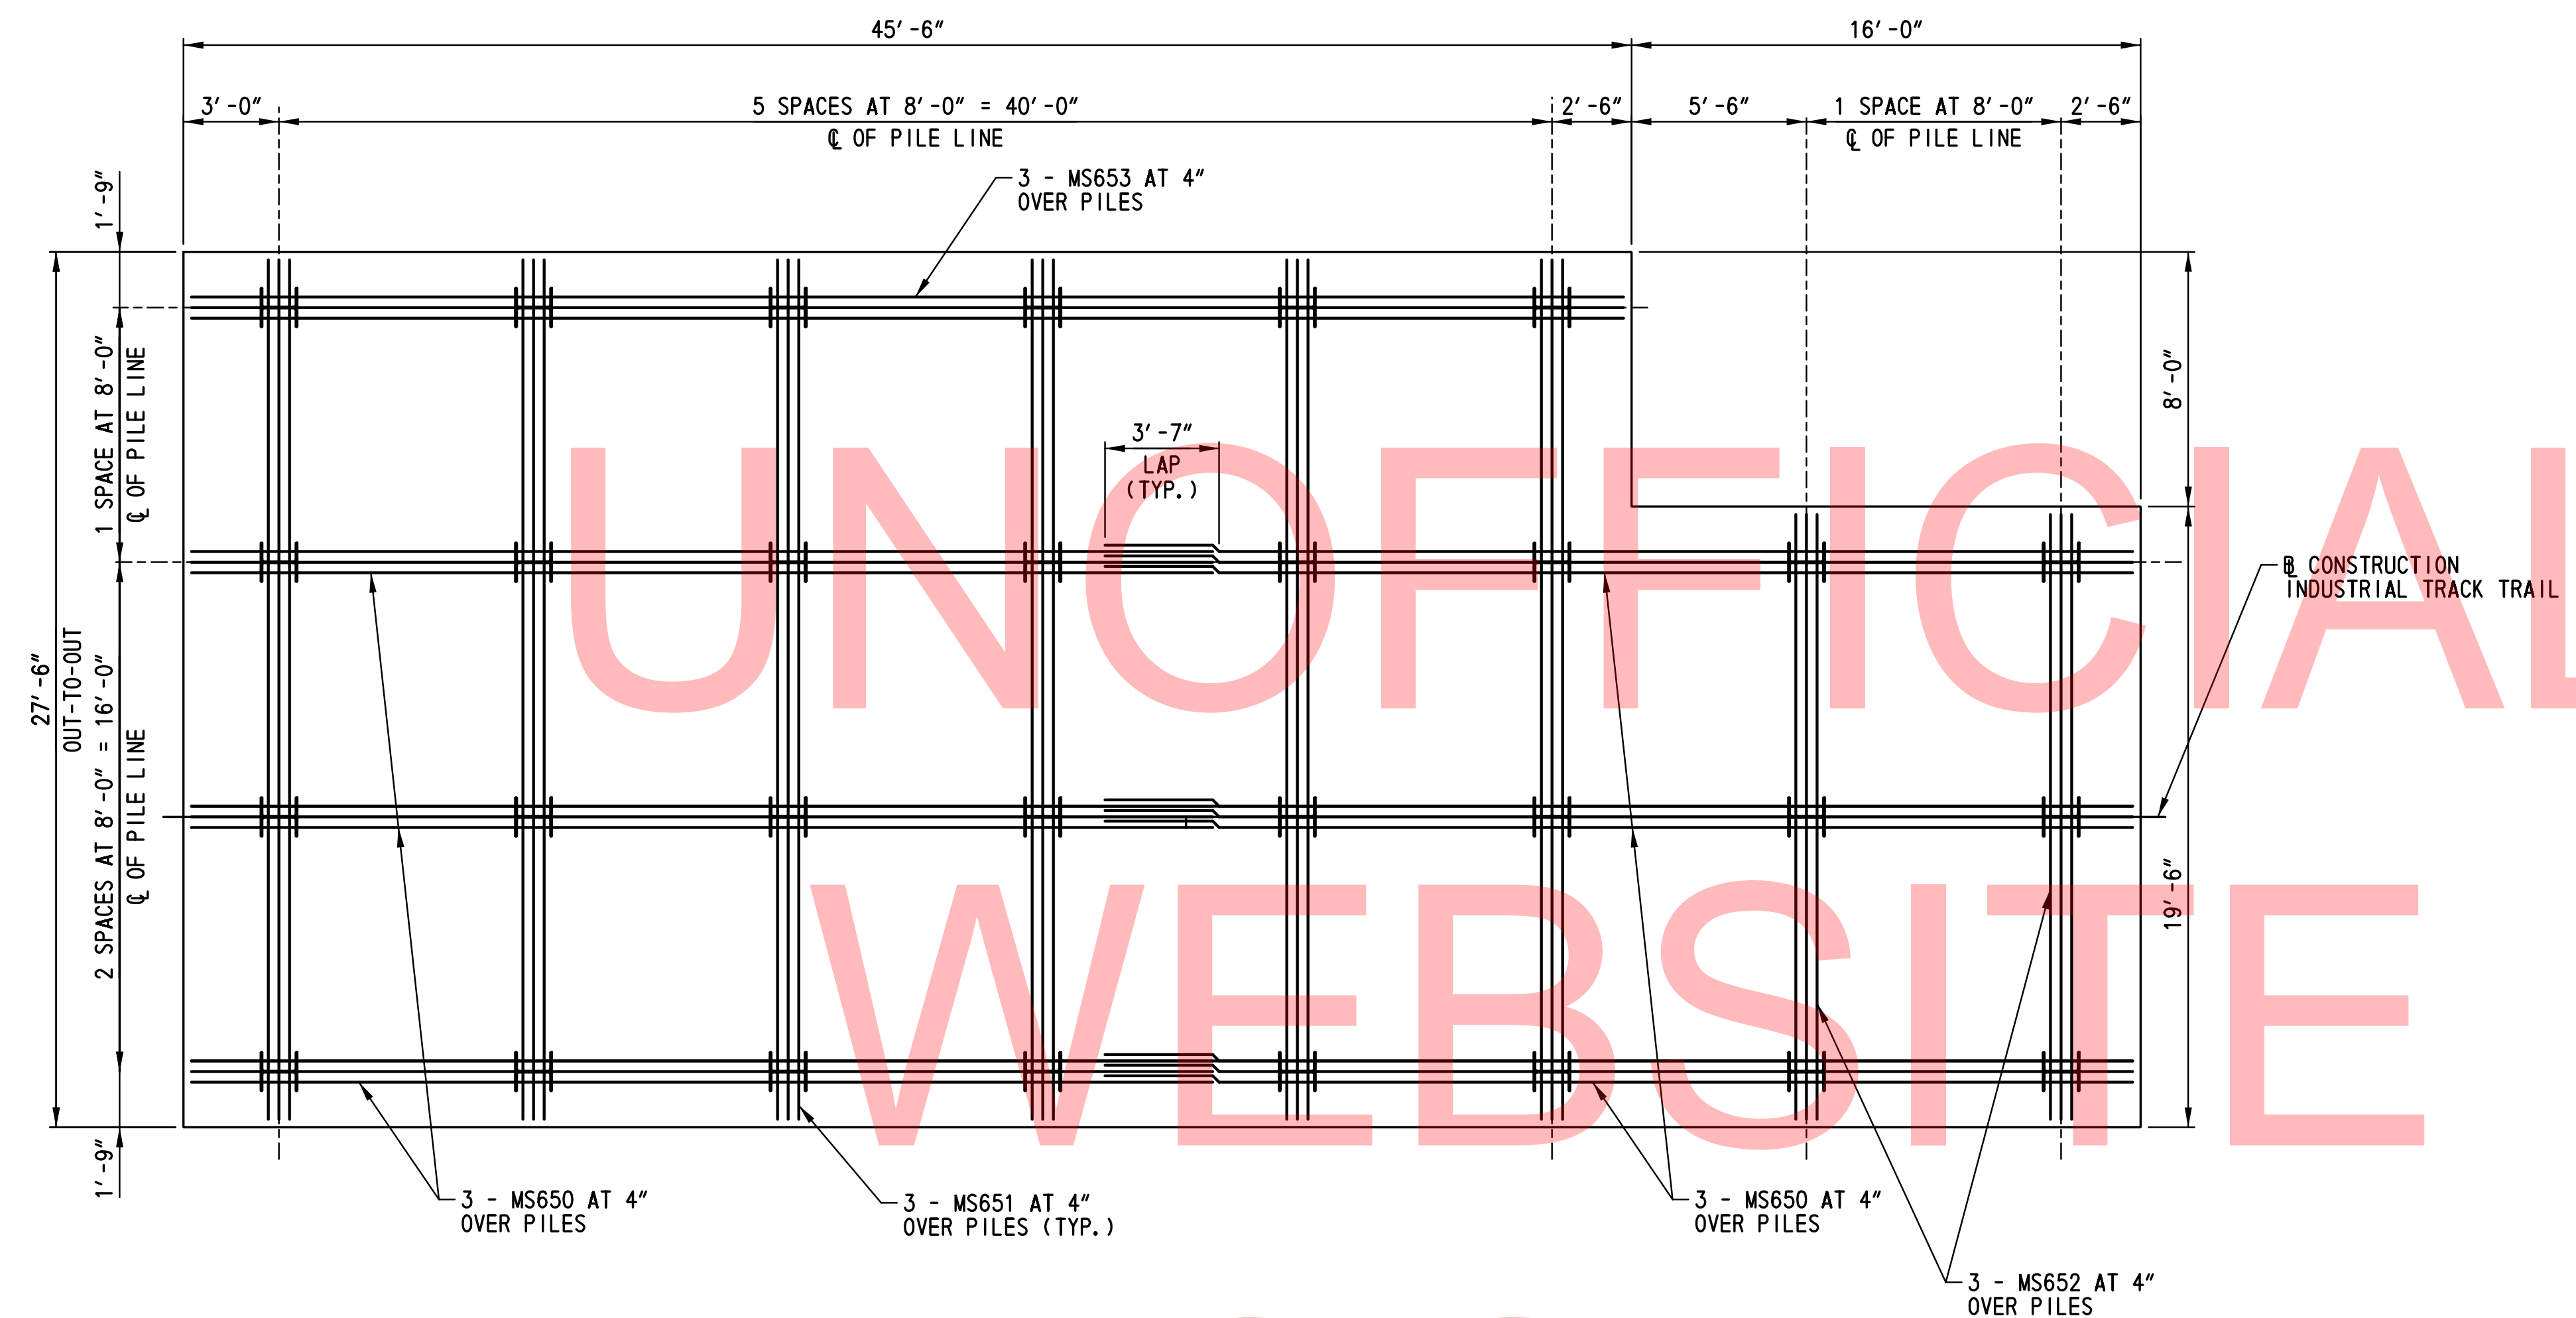 45'-6"
16'-0"
3'-0"
5 SPACES AT 8'-0" = 40'-0"
℄ OF PILE LINE
2'-6"
5'-6"
1 SPACE AT 8'-0"
℄ OF PILE LINE
2'-6"
1'-9"
3 - MS653 AT 4"
OVER PILES
1 SPACE AT 8'-0"
℄ OF PILE LINE
8'-0"
3'-7"
LAP
(TYP.)
UNOFFICIAL
BL CONSTRUCTION
INDUSTRIAL TRACK TRAIL
27'-6"
OUT-TO-OUT
2 SPACES AT 8'-0" = 16'-0"
℄ OF PILE LINE
WEBSITE
19'-6"
1'-9"
3 - MS650 AT 4"
OVER PILES
3 - MS651 AT 4"
OVER PILES (TYP.)
3 - MS650 AT 4"
OVER PILES
3 - MS652 AT 4"
OVER PILES